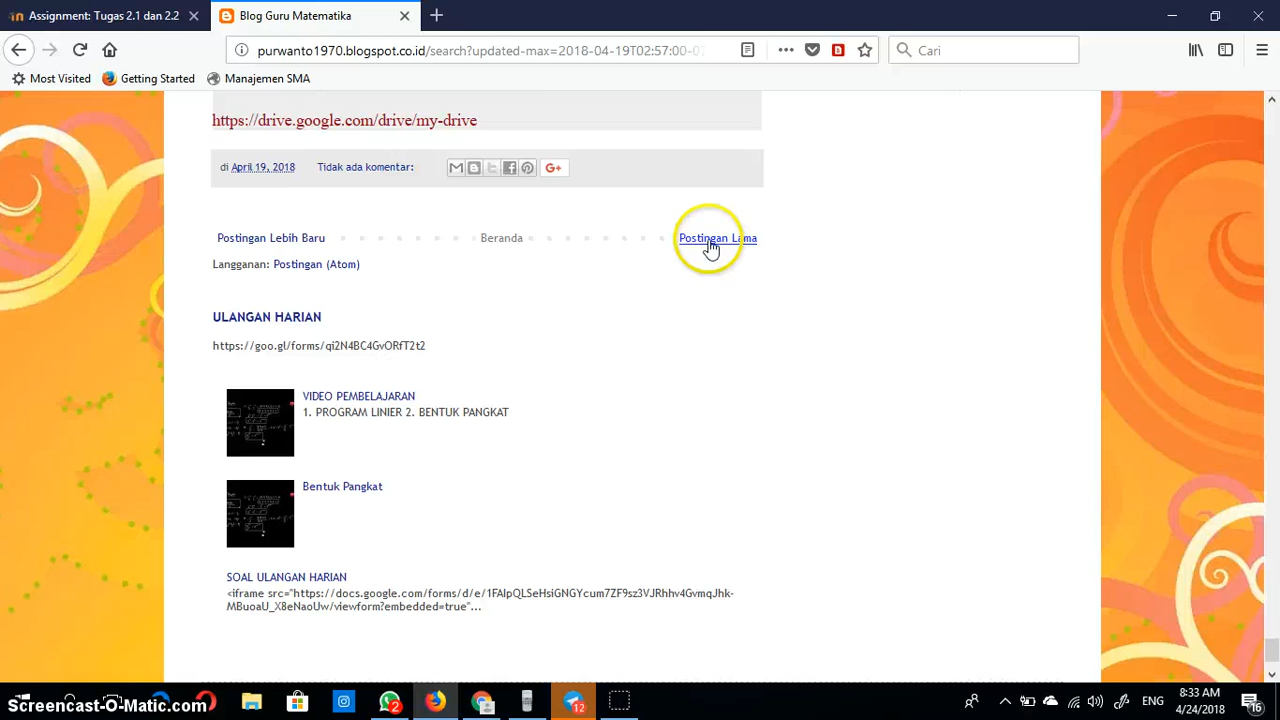 Assignment: Tugas 2.1 dan 2.2
Blog Guru Matematika
purwanto1970.blogspot.co.id/search?updated-max=2018-04-19T02:57:00-0
Cari
Most Visited
Getting Started
Manajemen SMA
https://drive.google.com/drive/my-drive
di April 19, 2018 Tidak ada komentar:
G+
Postingan Lebih Baru
Beranda
Postingan Lama
Langganan: Postingan (Atom)
ULANGAN HARIAN
https://goo.gl/forms/qi2N4BC4GvORfT2t2
VIDEO PEMBELAJARAN
1. PROGRAM LINIER 2. BENTUK PANGKAT
Bentuk Pangkat
SOAL ULANGAN HARIAN
<iframe src="https://docs.google.com/forms/d/e/1FAIpQLSeHsiGNGYcum7ZF9sz3VJRhhv4GvmqJhk-
MBuoaU_X8eNaoUw/viewform?embedded=true"...
2
12
ENG
8:33 AM
4/24/2018
16
Screencast-O-Matic.com